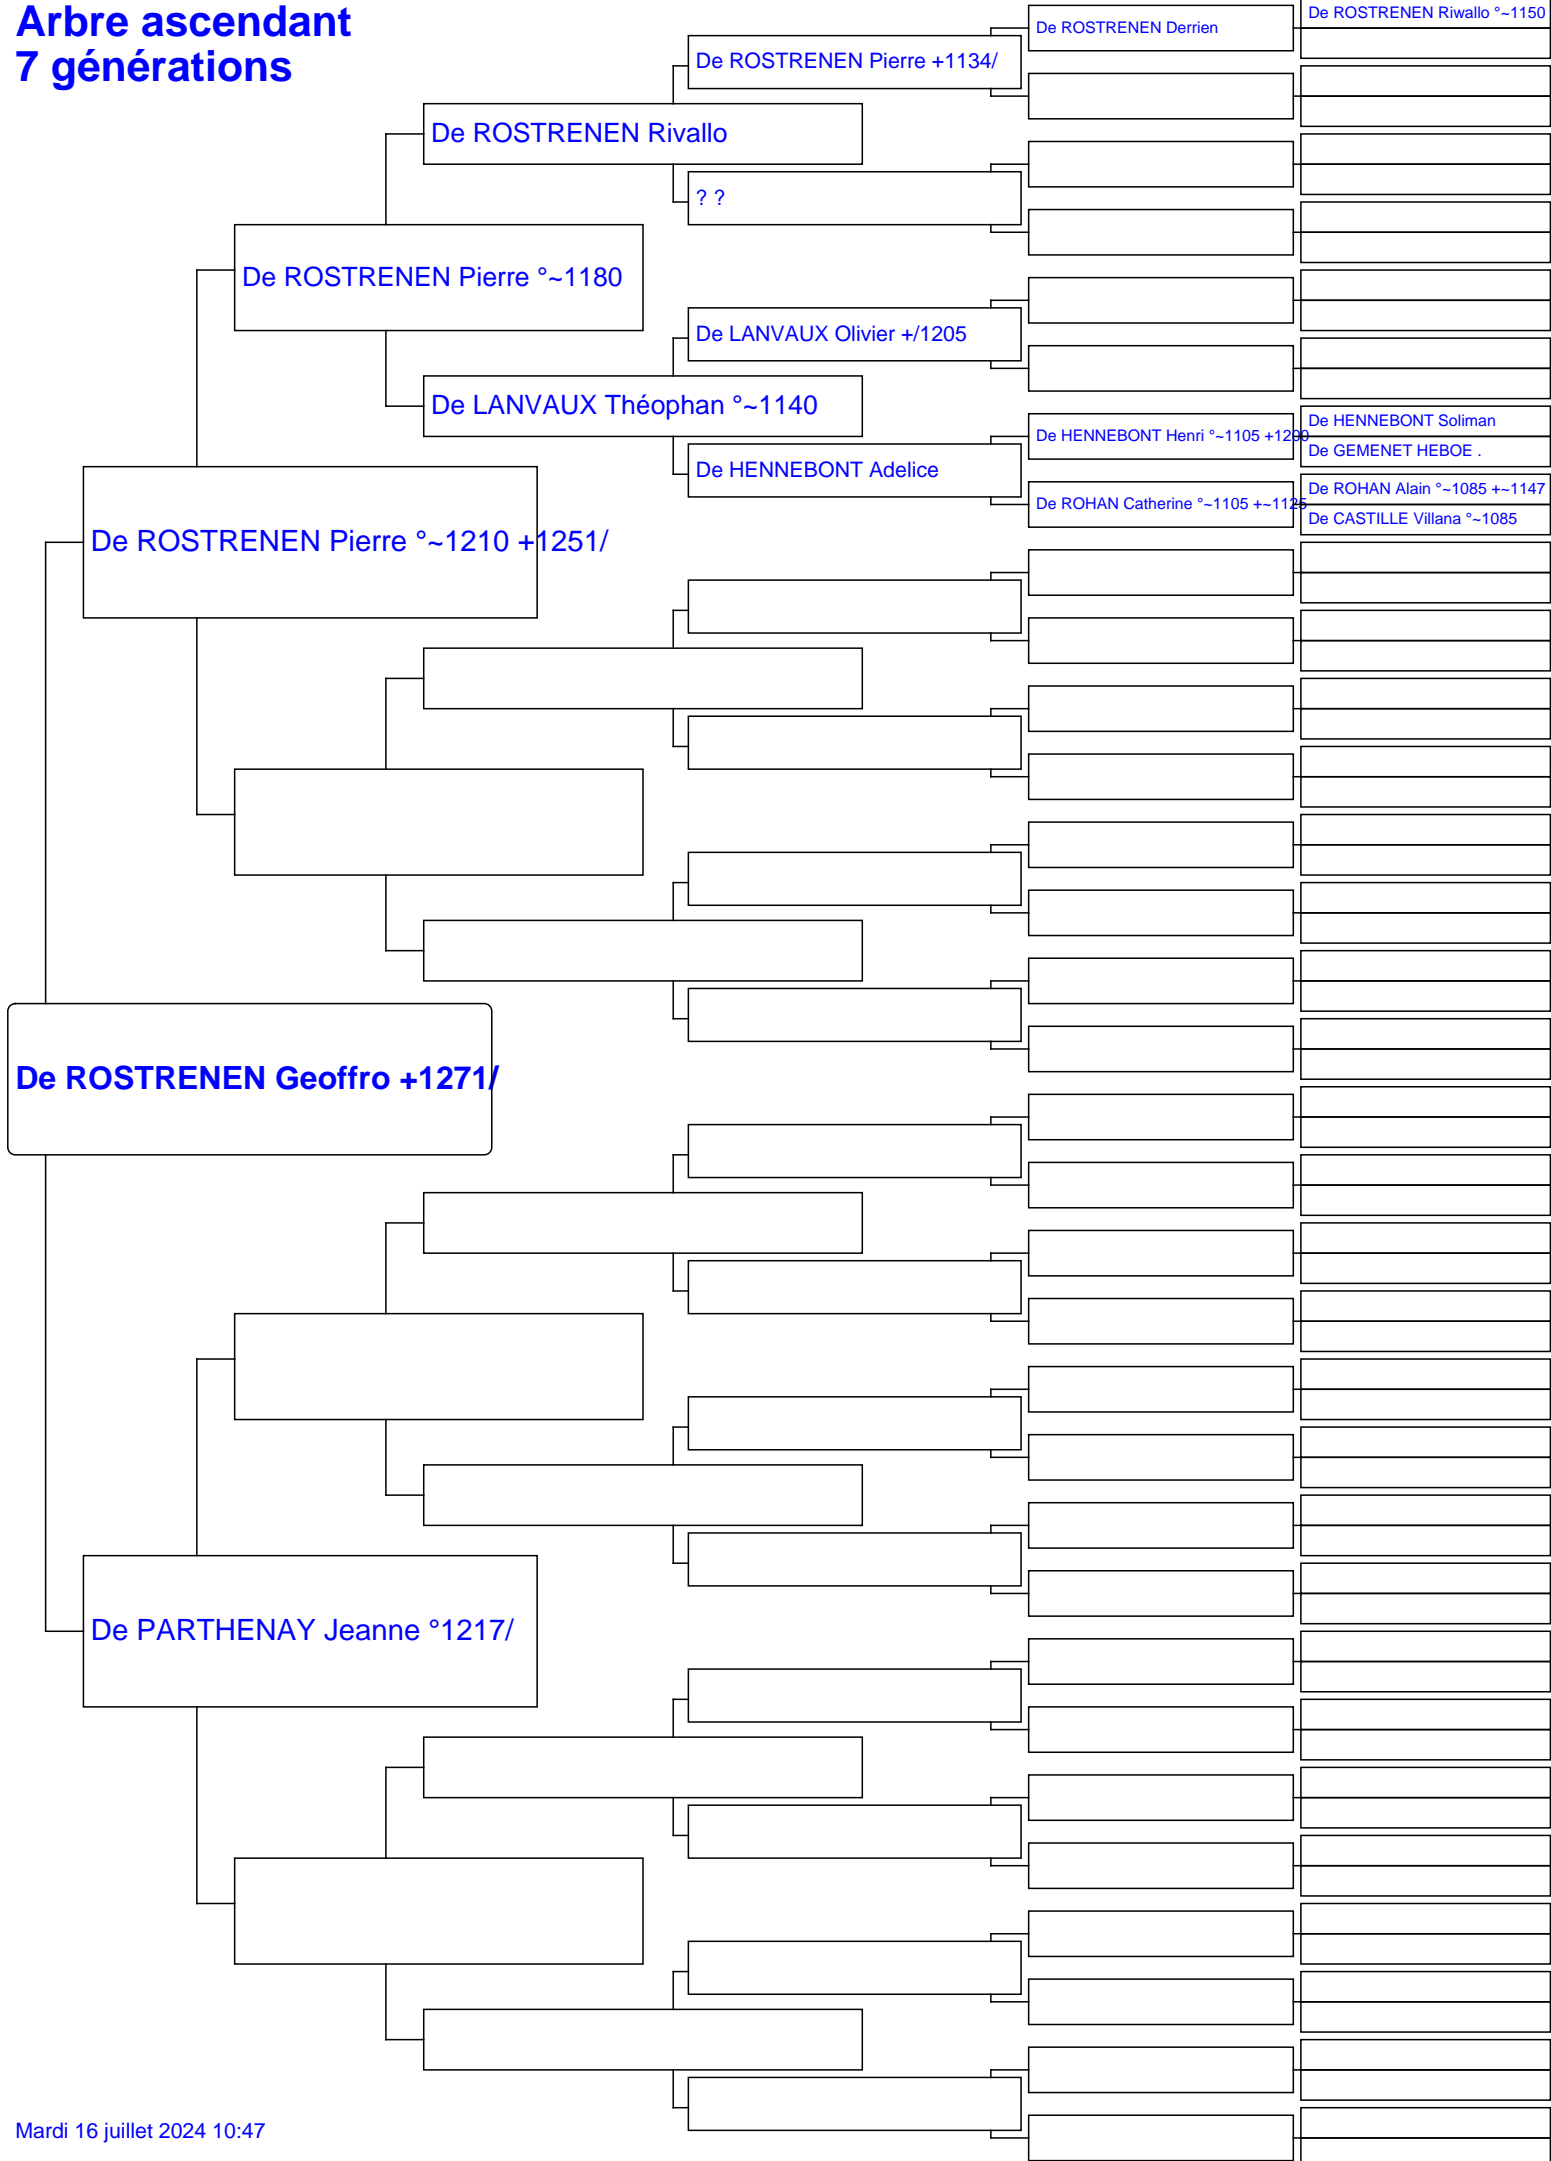 Arbre ascendant
7 générations
De ROSTRENEN Riwallo °~1150
De ROSTRENEN Derrien
De ROSTRENEN Pierre +1134/
De ROSTRENEN Rivallo
? ?
De ROSTRENEN Pierre °~1180
De LANVAUX Olivier +/1205
De LANVAUX Théophan °~1140
De HENNEBONT Soliman
De HENNEBONT Henri °~1105 +1200
De GEMENET HEBOE .
De HENNEBONT Adelice
De ROHAN Alain °~1085 +~1147
De ROHAN Catherine °~1105 +~1125
De CASTILLE Villana °~1085
De ROSTRENEN Pierre °~1210 +1251/
De ROSTRENEN Geoffro +1271/
De PARTHENAY Jeanne °1217/
Mardi 16 juillet 2024 10:47